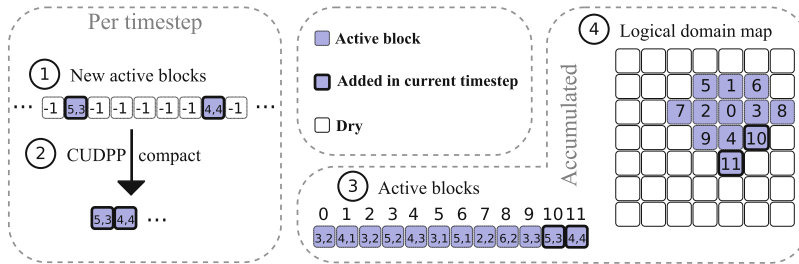 Per timestep
1 New active blocks
... -1 5,3 -1 -1 -1 -1 -1 4,4 -1 ...
2 CUDPP compact
5,3 4,4 ...
Active block
Added in current timestep
Dry
Accumulated
3 Active blocks
0 1 2 3 4 5 6 7 8 9 10 11
3,2 4,1 3,2 5,2 4,3 3,1 5,1 2,2 6,2 3,3 5,3 4,4
4 Logical domain map
5 1 6
7 2 0 3 8
9 4 10
11